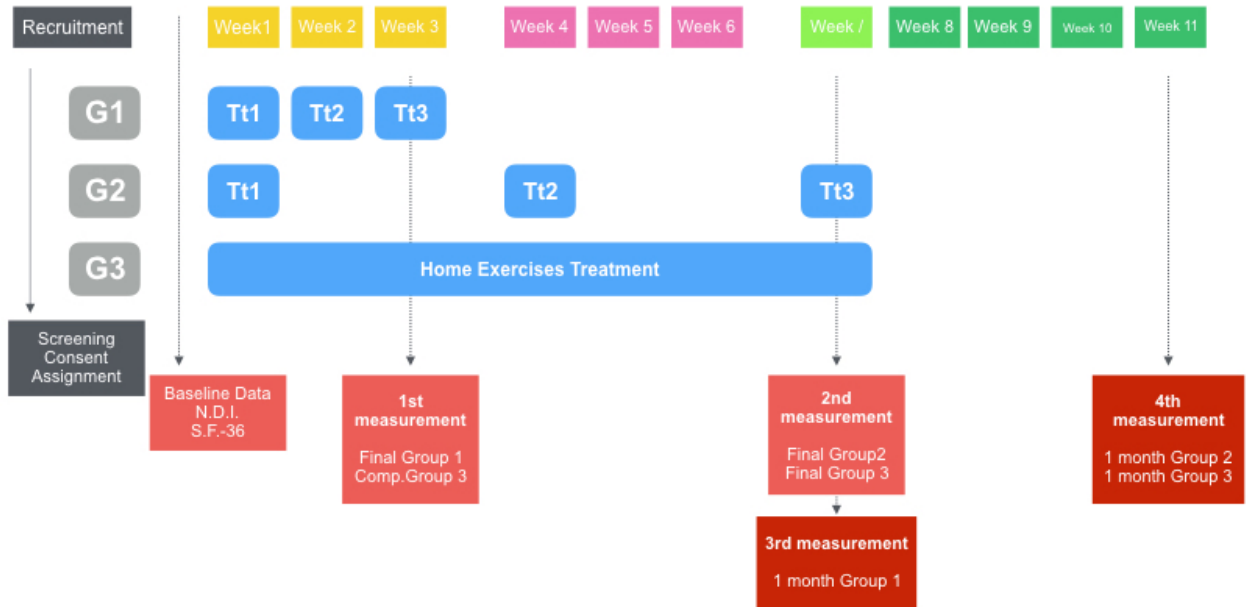 Recruitment
Week1
Week 2
Week 3
Week 4
Week 5
Week 6
Week /
Week 8
Week 9
Week 10
Week 11
G1
Tt1
Tt2
Tt3
G2
Tt1
Tt2
Tt3
G3
Home Exercises Treatment
Screening
Consent
Assignment
Baseline Data
N.D.I.
S.F.-36
1st
measurement
Final Group 1
Comp.Group 3
2nd
measurement
Final Group2
Final Group 3
4th
measurement
1 month Group 2
1 month Group 3
3rd measurement
1 month Group 1